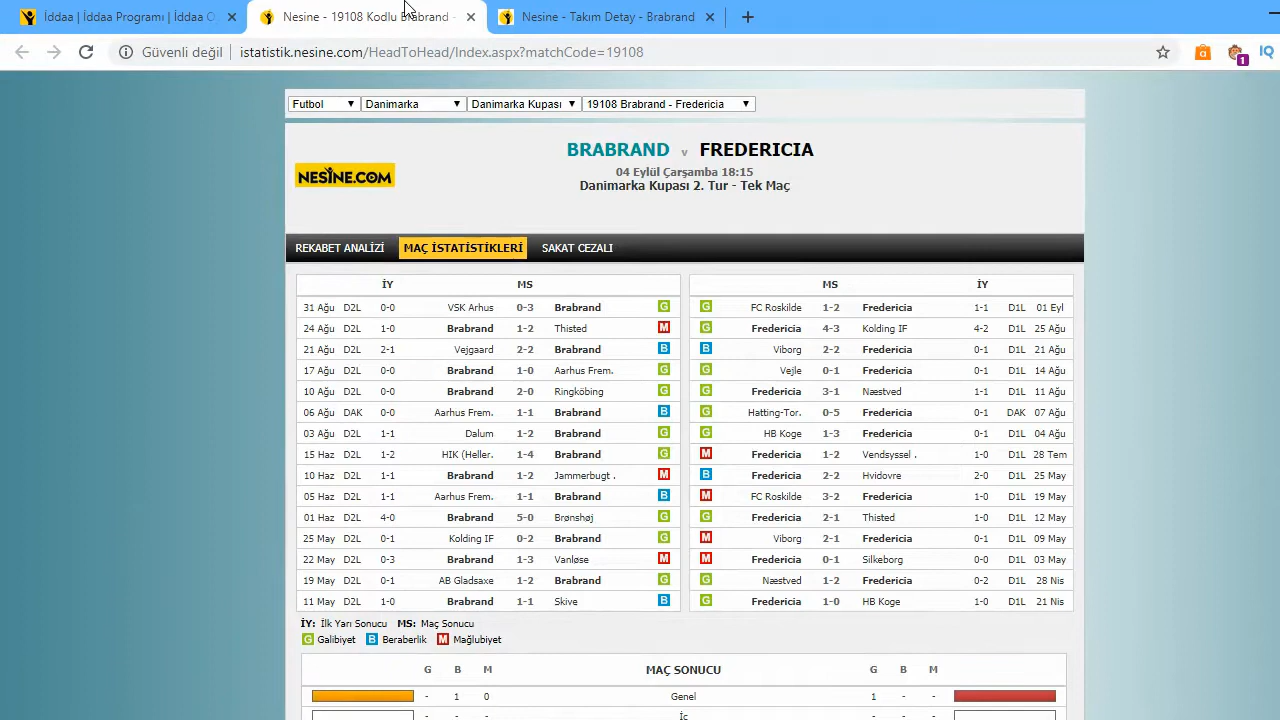 İddaa | İddaa Programı | İddaa O
Nesine - 19108 Kodlu Brabrand -
Nesine - Takım Detay - Brabrand
Güvenli değil
istatistik.nesine.com/HeadToHead/Index.aspx?matchCode=19108
a
1
IQ
Futbol Danimarka Danimarka Kupası 19108 Brabrand - Fredericia
BRABRAND v FREDERICIA
NESİNE.COM
04 Eylül Çarşamba 18:15
Danimarka Kupası 2. Tur - Tek Maç
REKABET ANALİZİ MAÇ İSTATİSTİKLERİ SAKAT CEZALI
İY MS
31 Ağu D2L 0-0 VSK Arhus 0-3 Brabrand G
24 Ağu D2L 1-0 Brabrand 1-2 Thisted M
21 Ağu D2L 2-1 Vejgaard 2-2 Brabrand B
17 Ağu D2L 0-0 Brabrand 1-0 Aarhus Frem. G
10 Ağu D2L 0-0 Brabrand 2-0 Ringköbing G
06 Ağu DAK 0-0 Aarhus Frem. 1-1 Brabrand B
03 Ağu D2L 1-1 Dalum 1-2 Brabrand G
15 Haz D2L 1-2 HIK (Heller. 1-4 Brabrand G
10 Haz D2L 1-1 Brabrand 1-2 Jammerbugt . M
05 Haz D2L 1-1 Aarhus Frem. 1-1 Brabrand B
01 Haz D2L 4-0 Brabrand 5-0 Brønshøj G
25 May D2L 0-1 Kolding IF 0-2 Brabrand G
22 May D2L 0-3 Brabrand 1-3 Vanløse M
19 May D2L 0-1 AB Gladsaxe 1-2 Brabrand G
11 May D2L 1-0 Brabrand 1-1 Skive B
MS İY
G FC Roskilde 1-2 Fredericia 1-1 D1L 01 Eyl
G Fredericia 4-3 Kolding IF 4-2 D1L 25 Ağu
B Viborg 2-2 Fredericia 0-1 D1L 21 Ağu
G Vejle 0-1 Fredericia 0-1 D1L 14 Ağu
G Fredericia 3-1 Næstved 1-1 D1L 11 Ağu
G Hatting-Tor. 0-5 Fredericia 0-1 DAK 07 Ağu
G HB Koge 1-3 Fredericia 0-1 D1L 04 Ağu
M Fredericia 1-2 Vendsyssel . 1-0 D1L 28 Tem
B Fredericia 2-2 Hvidovre 2-0 D1L 25 May
M FC Roskilde 3-2 Fredericia 1-0 D1L 19 May
G Fredericia 2-1 Thisted 1-0 D1L 12 May
M Viborg 2-1 Fredericia 0-1 D1L 09 May
M Fredericia 0-1 Silkeborg 0-0 D1L 03 May
G Næstved 1-2 Fredericia 0-2 D1L 28 Nis
G Fredericia 1-0 HB Koge 1-0 D1L 21 Nis
İY: İlk Yarı Sonucu MS: Maç Sonucu
G Galibiyet B Beraberlik M Mağlubiyet
G B M MAÇ SONUCU G B M
- 1 0 Genel 1 - -
- - - İç - - -